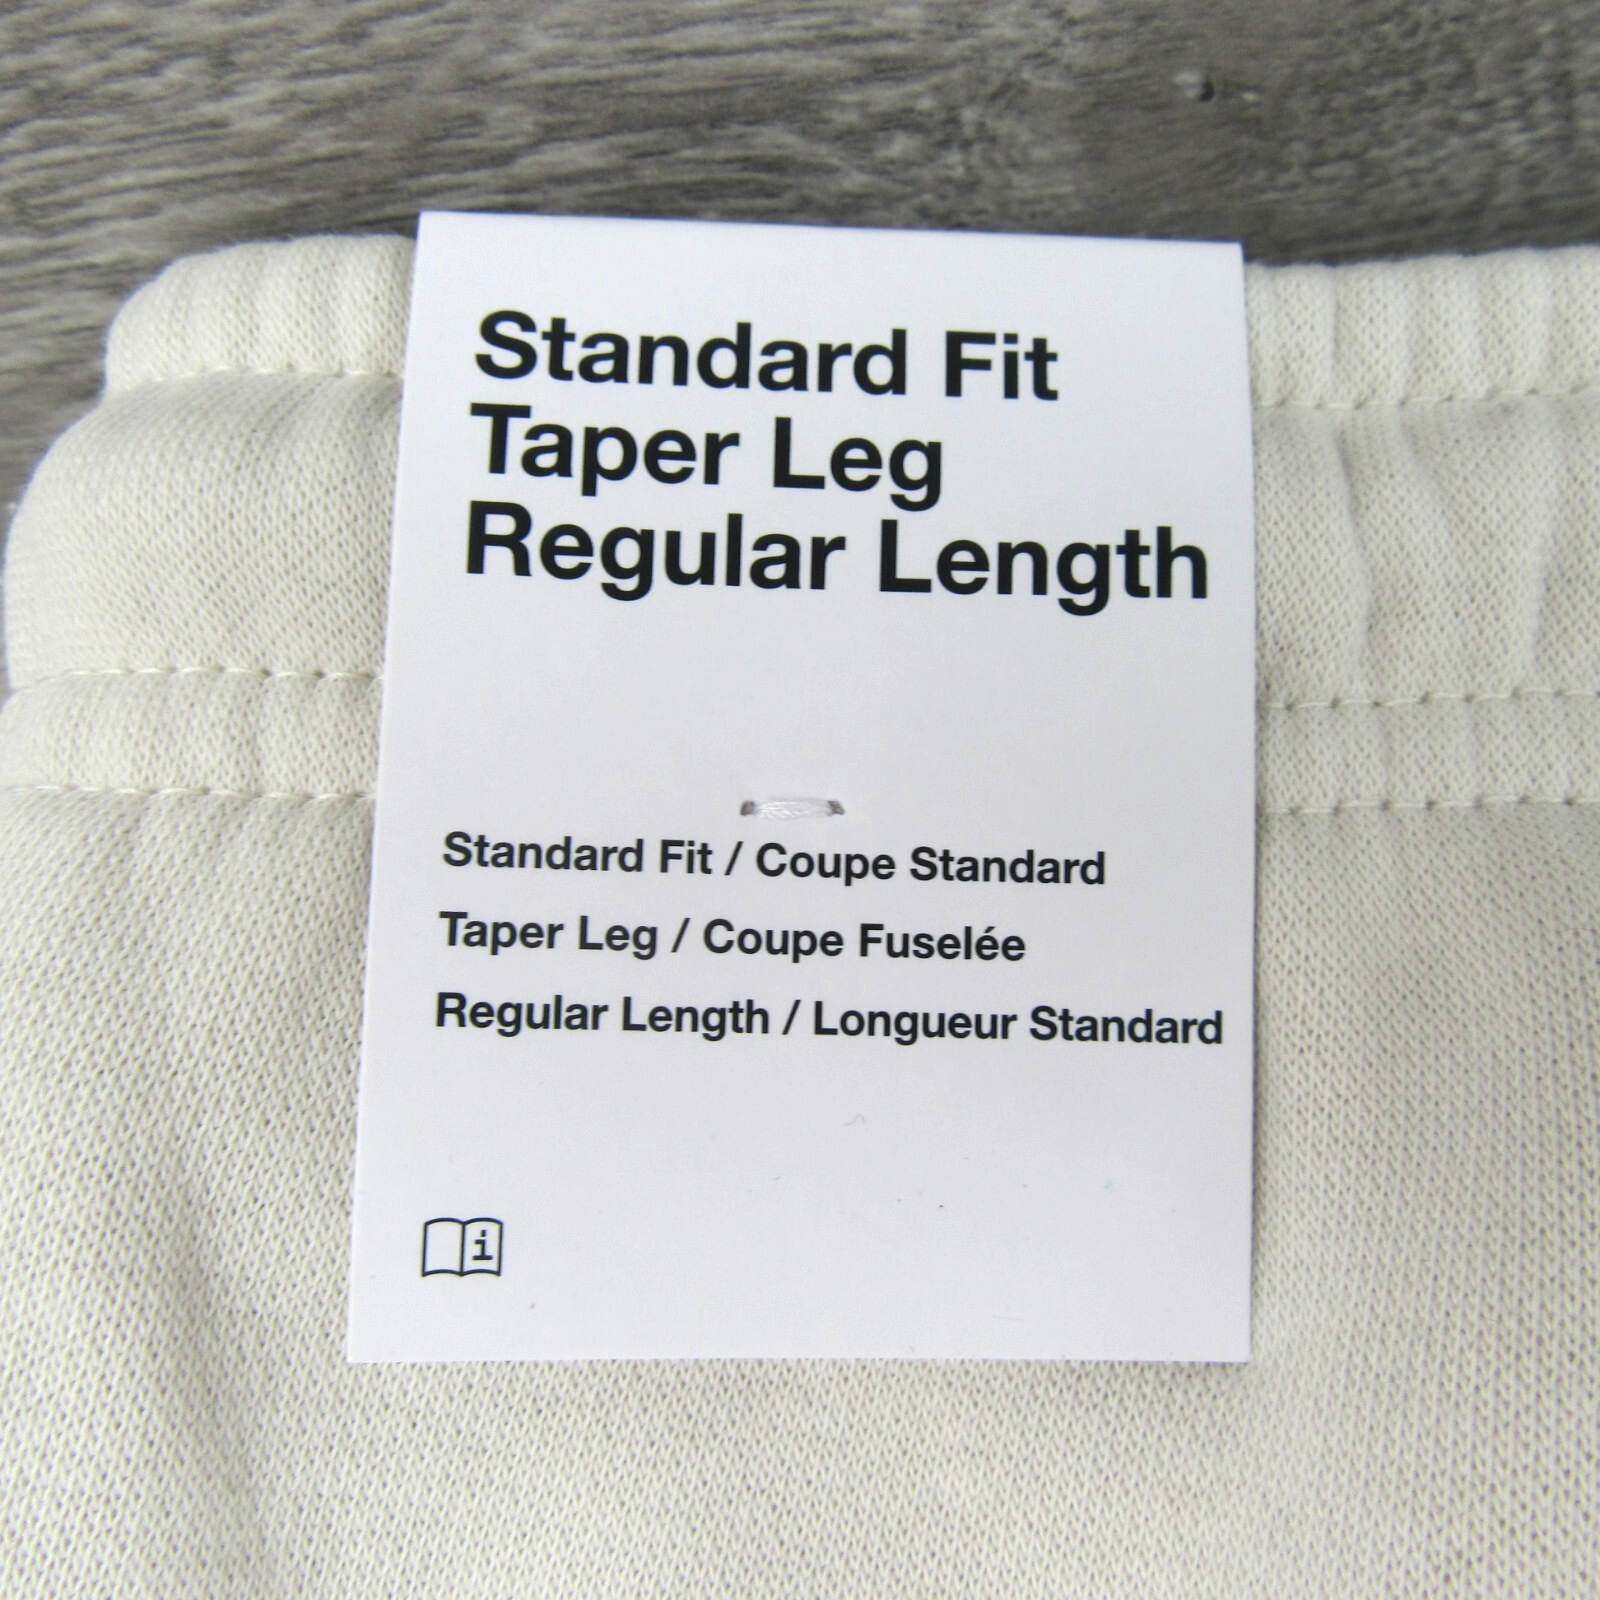 Standard Fit
Taper Leg
Regular Length
Standard Fit / Coupe Standard
Taper Leg / Coupe Fuselée
Regular Length / Longueur Standard
i